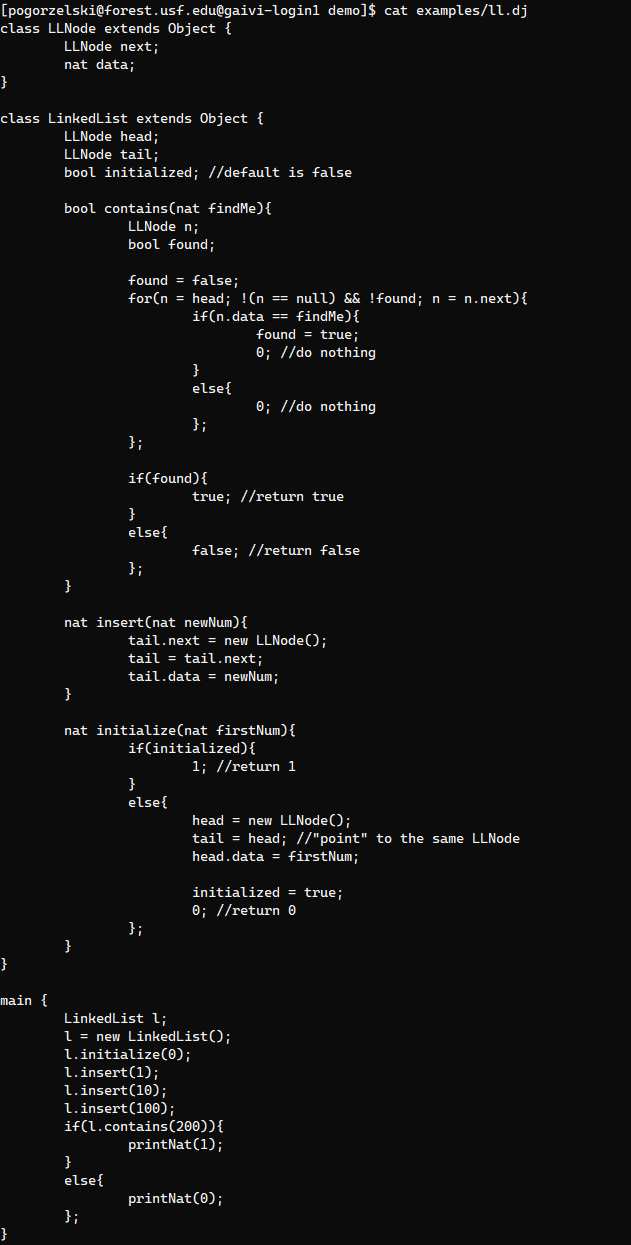 [pogorzelski@forest.usf.edu@gaivi-login1 demo]$ cat examples/ll.dj
class LLNode extends Object {
        LLNode next;
        nat data;
}

class LinkedList extends Object {
        LLNode head;
        LLNode tail;
        bool initialized; //default is false

        bool contains(nat findMe){
                LLNode n;
                bool found;

                found = false;
                for(n = head; !(n == null) && !found; n = n.next){
                        if(n.data == findMe){
                                found = true;
                                0; //do nothing
                        }
                        else{
                                0; //do nothing
                        };
                };

                if(found){
                        true; //return true
                }
                else{
                        false; //return false
                };
        }

        nat insert(nat newNum){
                tail.next = new LLNode();
                tail = tail.next;
                tail.data = newNum;
        }

        nat initialize(nat firstNum){
                if(initialized){
                        1; //return 1
                }
                else{
                        head = new LLNode();
                        tail = head; //"point" to the same LLNode
                        head.data = firstNum;

                        initialized = true;
                        0; //return 0
                };
        }
}

main {
        LinkedList l;
        l = new LinkedList();
        l.initialize(0);
        l.insert(1);
        l.insert(10);
        l.insert(100);
        if(l.contains(200)){
                printNat(1);
        }
        else{
                printNat(0);
        };
}